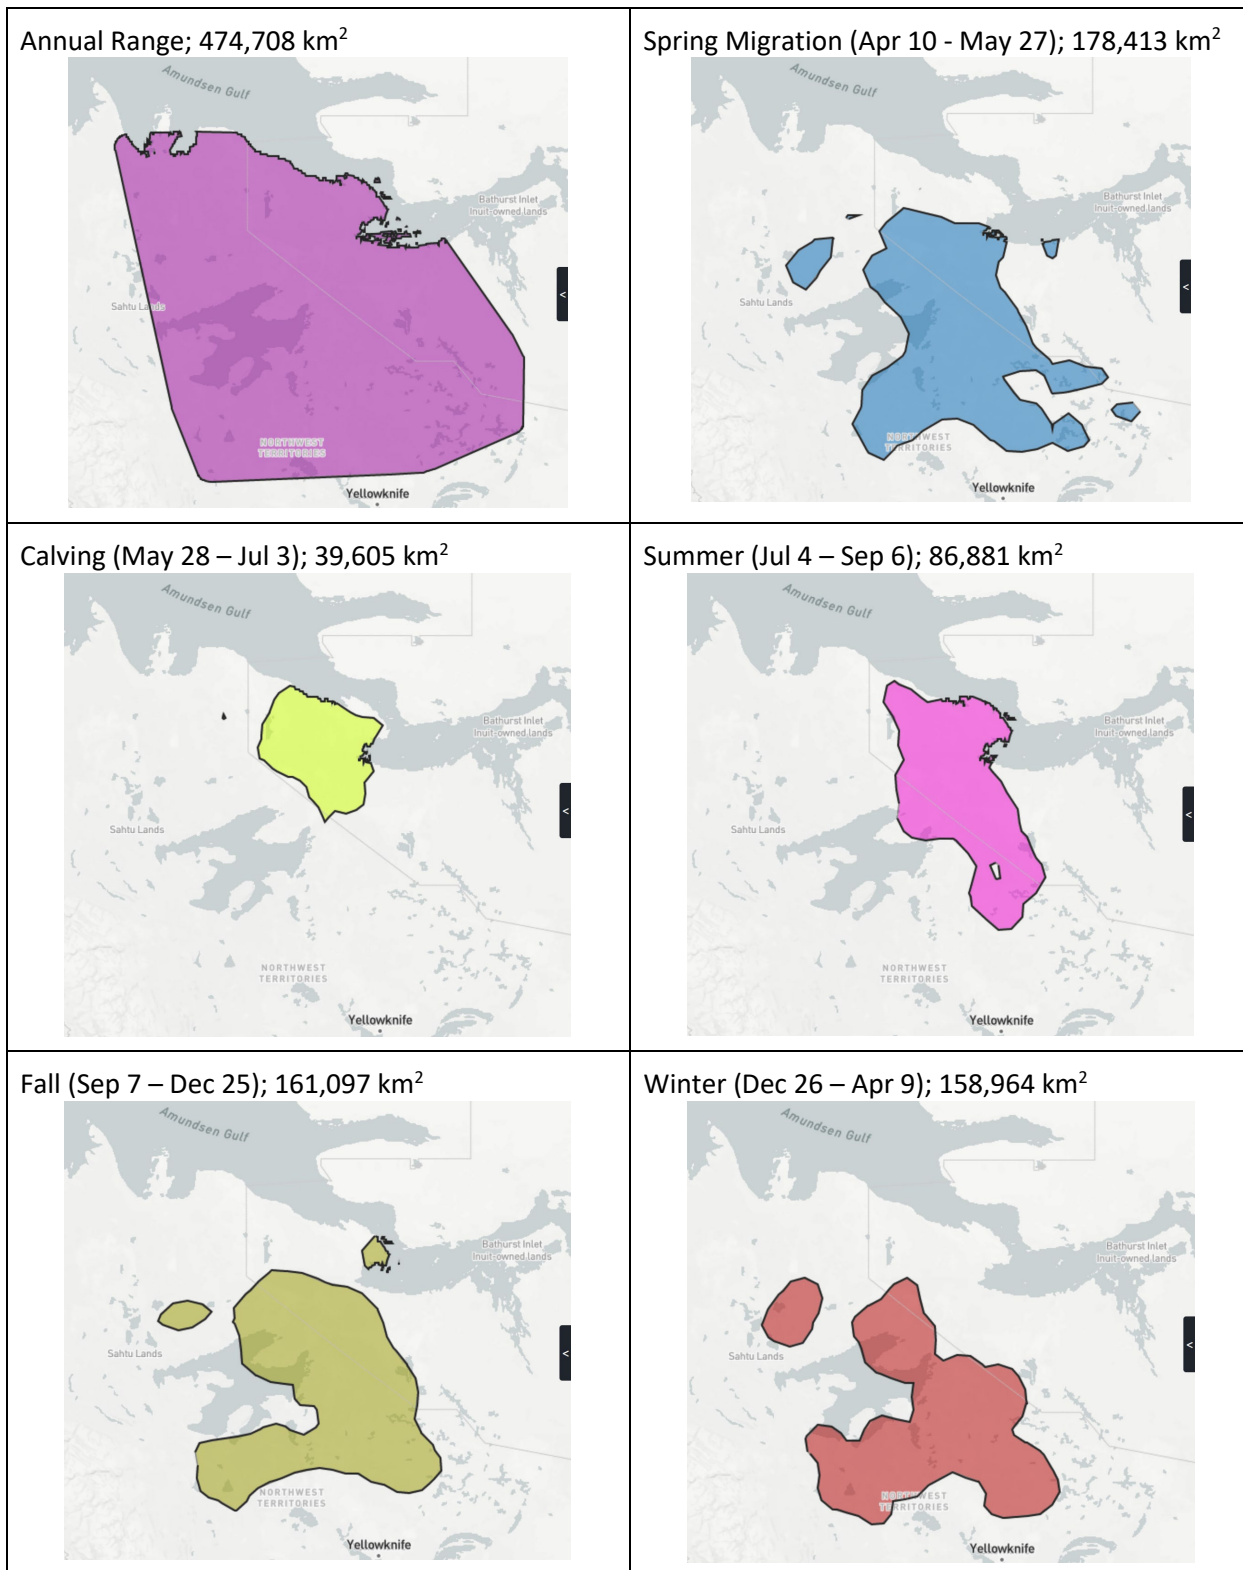 Annual Range; 474,708 km²
Amundsen Gulf
Bathurst Inlet
Inuit-owned lands
<
Sahtu Lands
NORTHWEST
TERRITORIES
Yellowknife
Spring Migration (Apr 10 - May 27); 178,413 km²
Amundsen Gulf
Bathurst Inlet
Inuit-owned lands
<
Sahtu Lands
NORTHWEST
TERRITORIES
Yellowknife
Calving (May 28 – Jul 3); 39,605 km²
Amundsen Gulf
Bathurst Inlet
Inuit-owned lands
<
Sahtu Lands
NORTHWEST
TERRITORIES
Yellowknife
Summer (Jul 4 – Sep 6); 86,881 km²
Amundsen Gulf
Bathurst Inlet
Inuit-owned lands
<
Sahtu Lands
NORTHWEST
TERRITORIES
Yellowknife
Fall (Sep 7 – Dec 25); 161,097 km²
Amundsen Gulf
Bathurst Inlet
Inuit-owned lands
<
Sahtu Lands
NORTHWEST
TERRITORIES
Yellowknife
Winter (Dec 26 – Apr 9); 158,964 km²
Amundsen Gulf
Bathurst Inlet
Inuit-owned lands
<
Sahtu Lands
NORTHWEST
TERRITORIES
Yellowknife